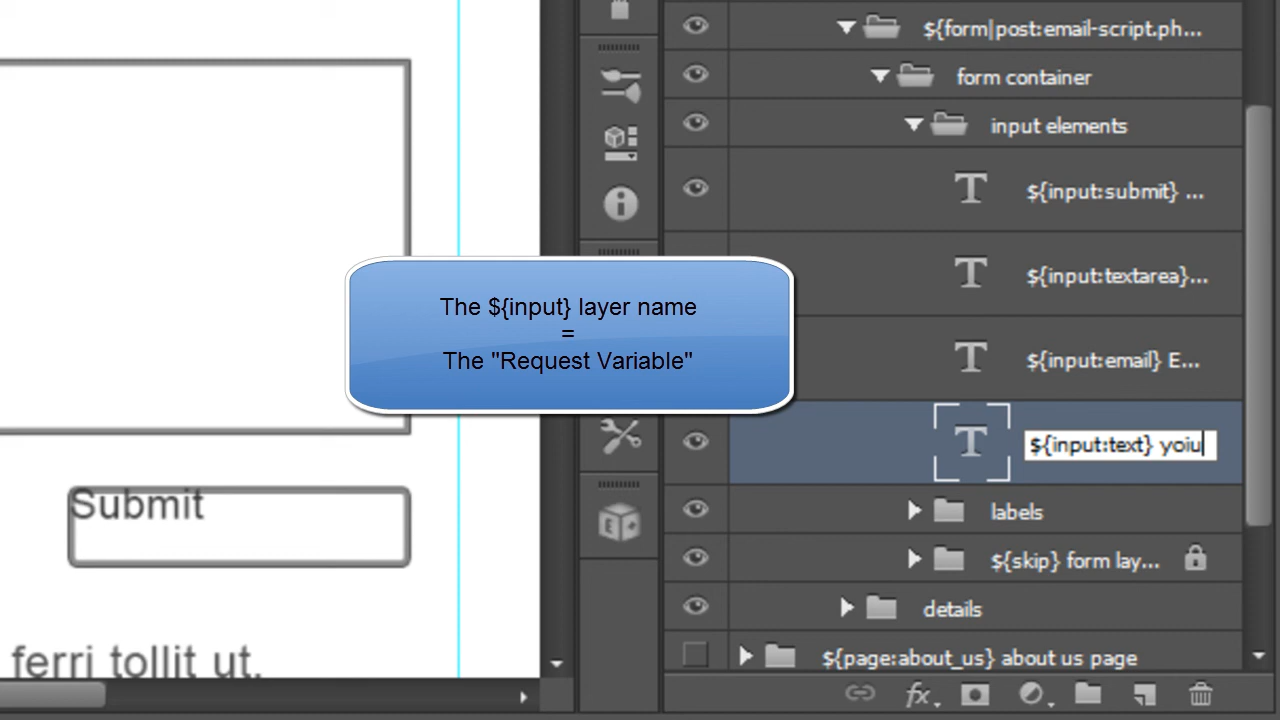 ${form|post:email-script.ph...
form container
input elements
${input:submit} ...
${input:textarea}...
The ${input} layer name
=
The "Request Variable"
${input:email} E...
${input:text} yoiu
Submit
labels
${skip} form lay...
details
ferri tollit ut.
${page:about_us} about us page
fx